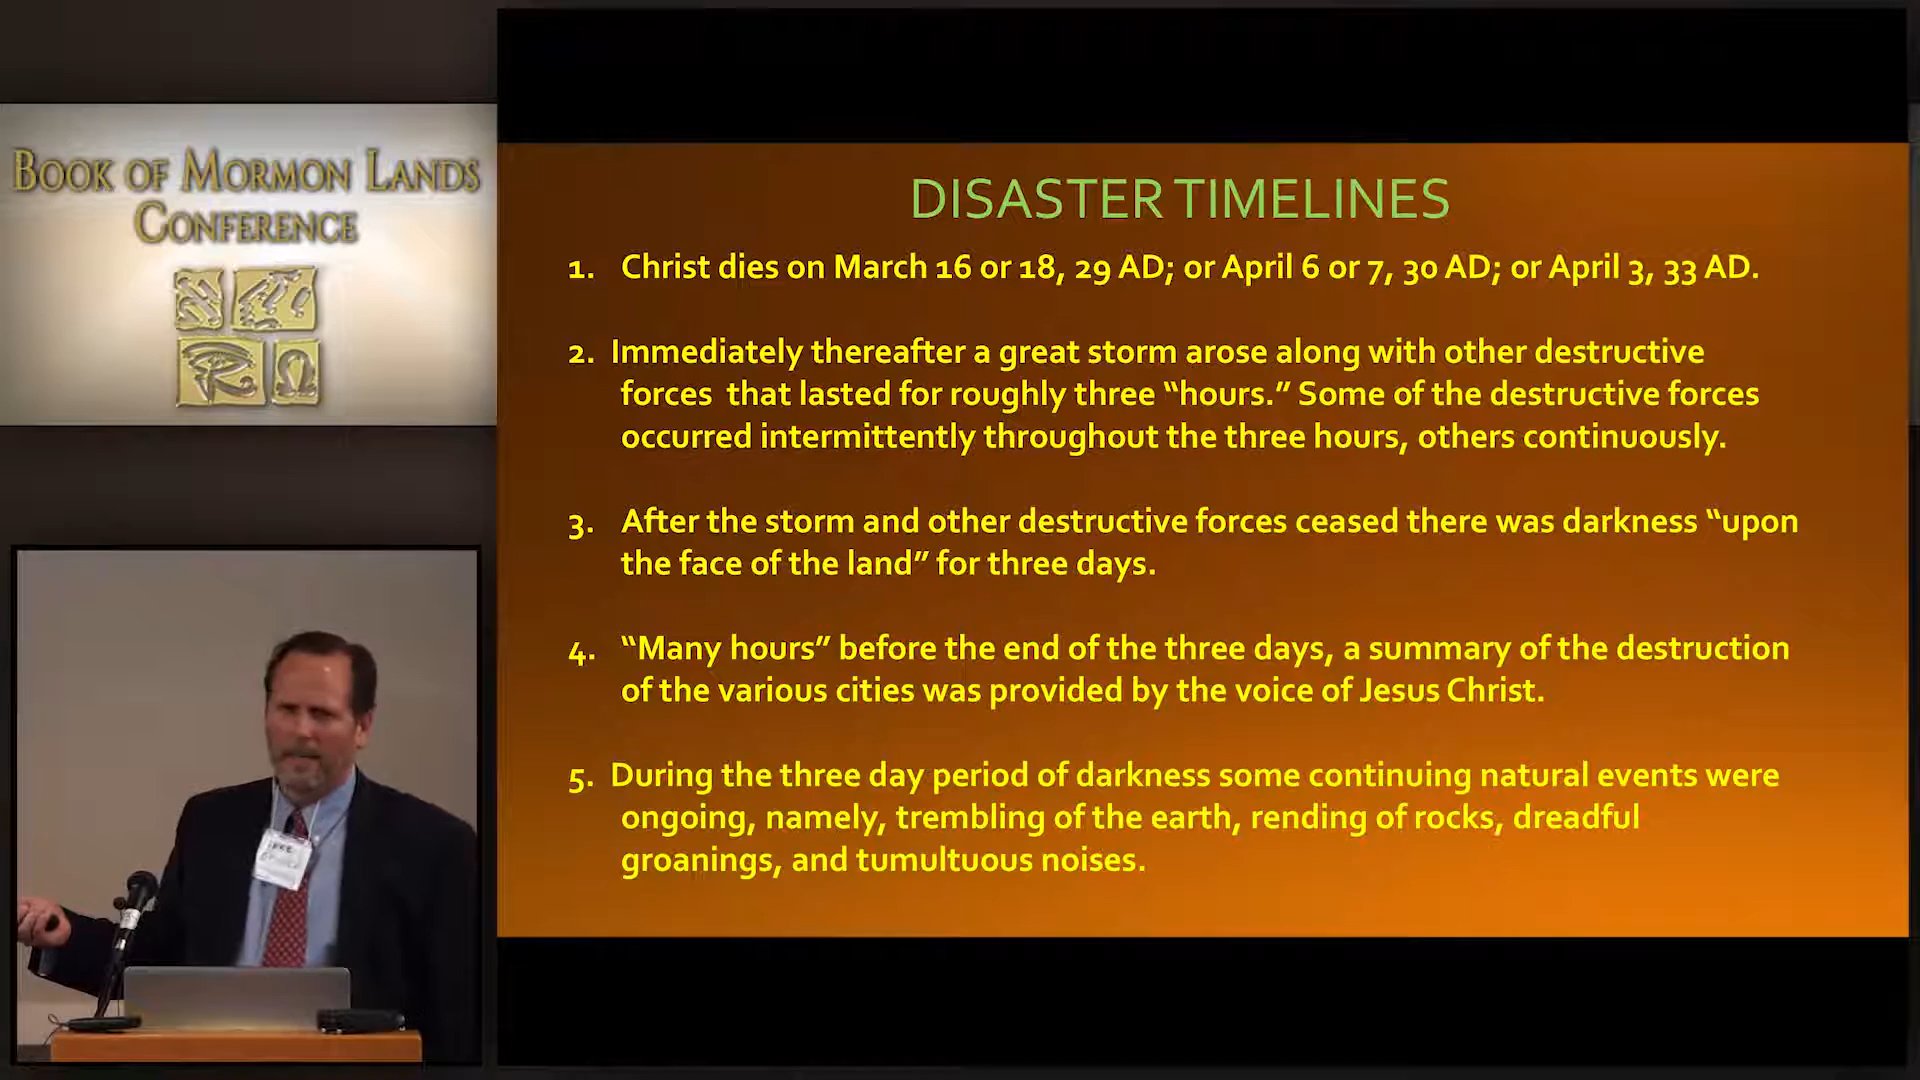 BOOK OF MORMON LANDS
CONFERENCE
DISASTER TIMELINES
1. Christ dies on March 16 or 18, 29 AD; or April 6 or 7, 30 AD; or April 3, 33 AD.
2. Immediately thereafter a great storm arose along with other destructive
forces that lasted for roughly three “hours.” Some of the destructive forces
occurred intermittently throughout the three hours, others continuously.
3. After the storm and other destructive forces ceased there was darkness “upon
the face of the land” for three days.
4. “Many hours” before the end of the three days, a summary of the destruction
of the various cities was provided by the voice of Jesus Christ.
5. During the three day period of darkness some continuing natural events were
ongoing, namely, trembling of the earth, rending of rocks, dreadful
groanings, and tumultuous noises.